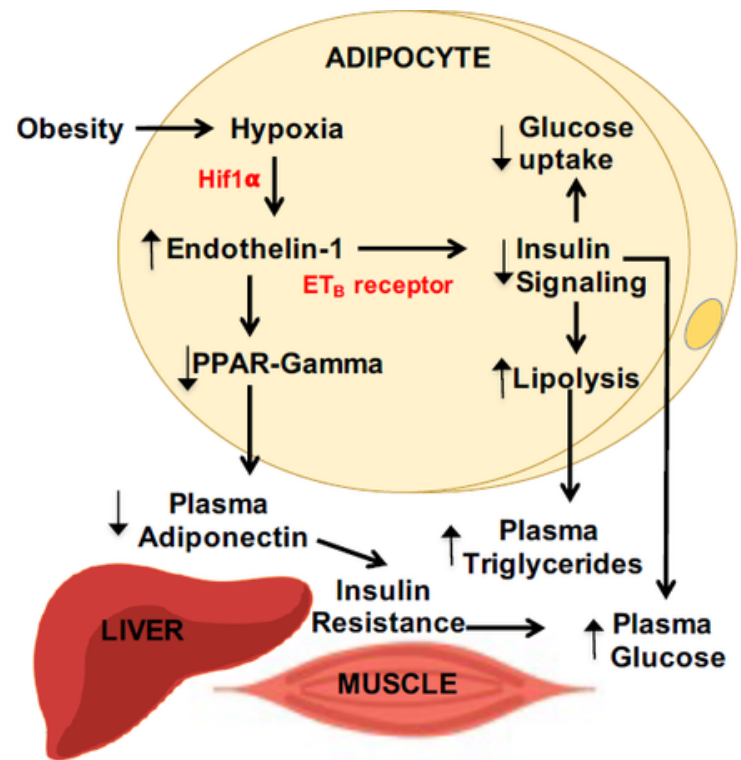 ADIPOCYTE
Obesity
Hypoxia
Hif1α
Endothelin-1
ETB receptor
PPAR-Gamma
Glucose
uptake
Insulin
Signaling
Lipolysis
Plasma
Adiponectin
Plasma
Triglycerides
Insulin
Resistance
Plasma
Glucose
LIVER
MUSCLE